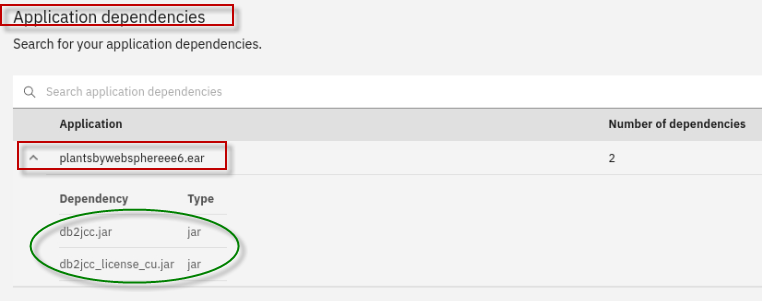 Application dependencies
Search for your application dependencies.
Search application dependencies
Application Number of dependencies
plantsbywebsphereee6.ear 2
Dependency Type
db2jcc.jar jar
db2jcc_license_cu.jar jar